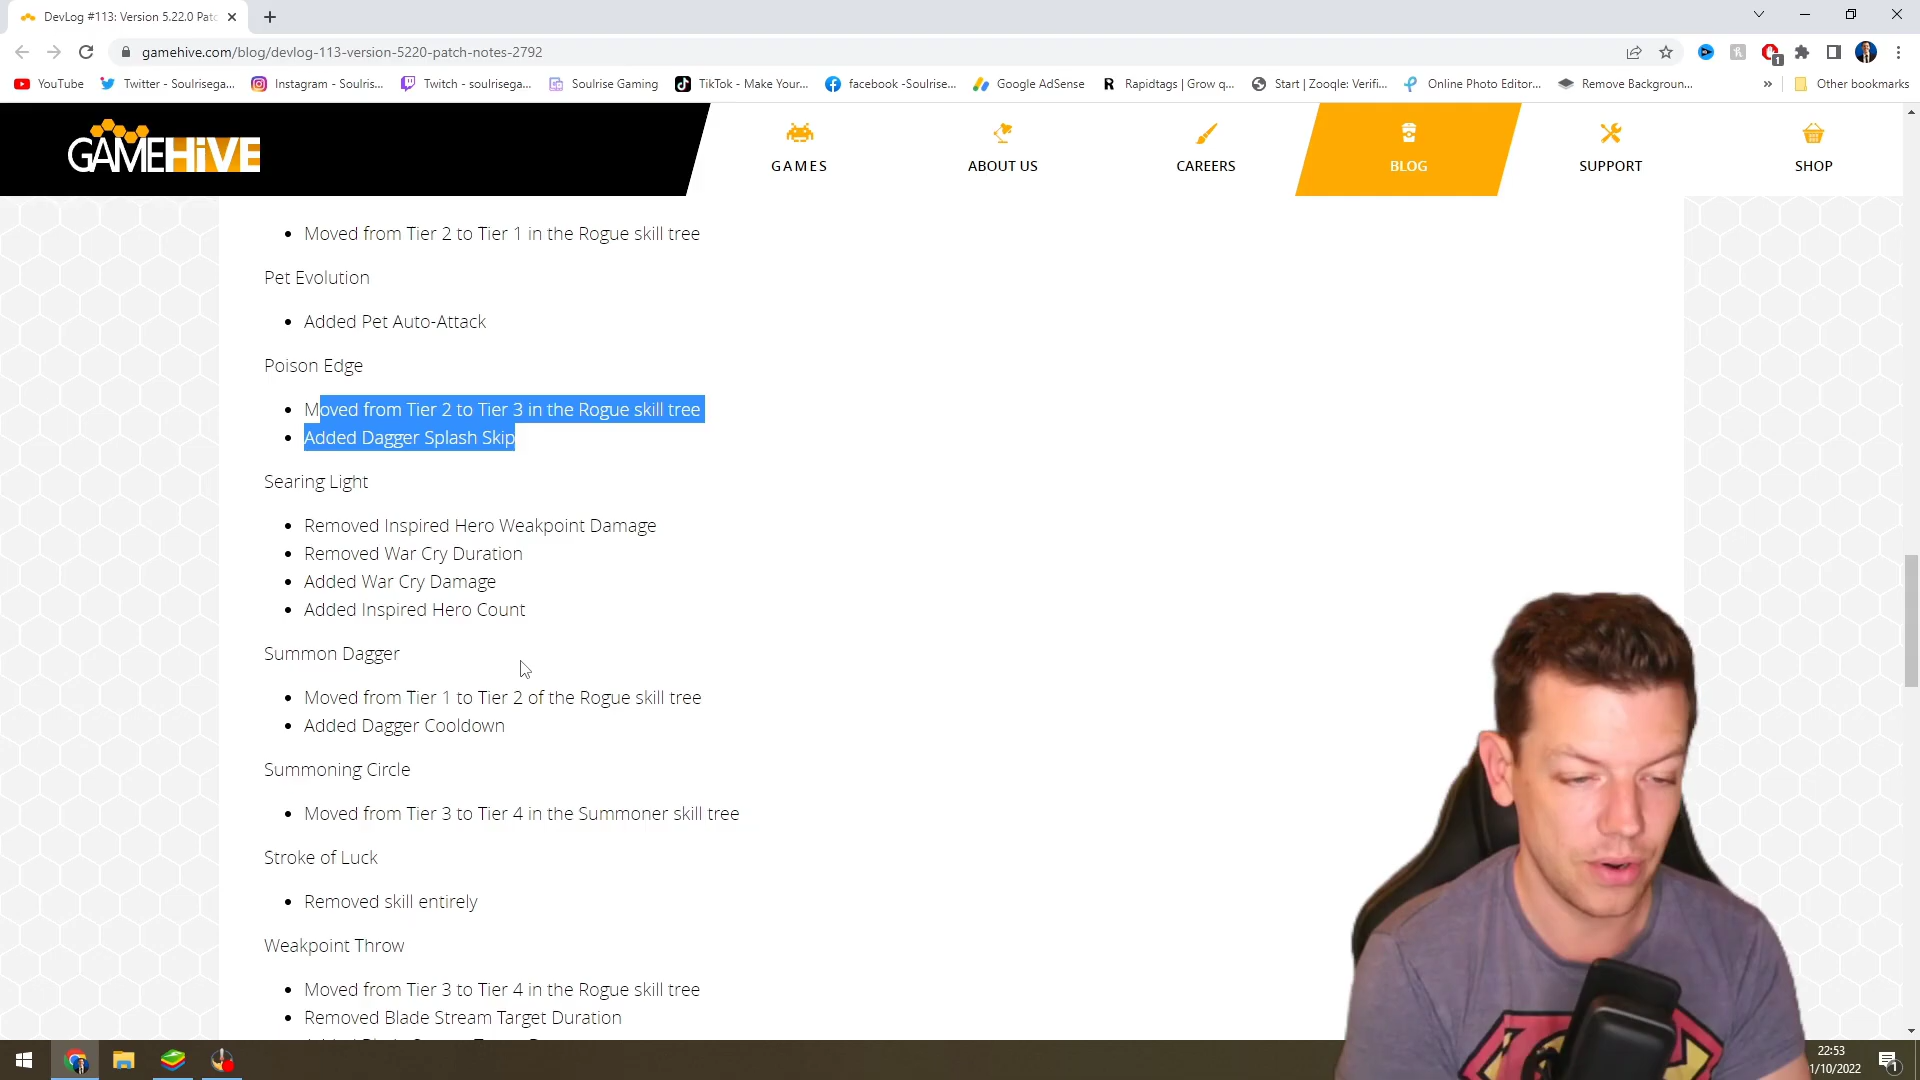 DevLog #113: Version 5.22.0 Patc
gamehive.com/blog/devlog-113-version-5220-patch-notes-2792
1
YouTube
Twitter - Soulrisega...
Instagram - Soulris...
Twitch - soulrisega...
Soulrise Gaming
TikTok - Make Your...
facebook -Soulrise...
Google AdSense
Rapidtags | Grow q...
Start | Zoqle: Verifi...
Online Photo Editor...
Remove Backgroun...
Other bookmarks
GAMEHIVE
GAMES
ABOUT US
CAREERS
BLOG
SUPPORT
SHOP
• Moved from Tier 2 to Tier 1 in the Rogue skill tree
Pet Evolution
• Added Pet Auto-Attack
Poison Edge
• Moved from Tier 2 to Tier 3 in the Rogue skill tree
• Added Dagger Splash Skip
Searing Light
• Removed Inspired Hero Weakpoint Damage
• Removed War Cry Duration
• Added War Cry Damage
• Added Inspired Hero Count
Summon Dagger
• Moved from Tier 1 to Tier 2 of the Rogue skill tree
• Added Dagger Cooldown
Summoning Circle
• Moved from Tier 3 to Tier 4 in the Summoner skill tree
Stroke of Luck
• Removed skill entirely
Weakpoint Throw
• Moved from Tier 3 to Tier 4 in the Rogue skill tree
• Removed Blade Stream Target Duration
22:53
1/10/2022
1